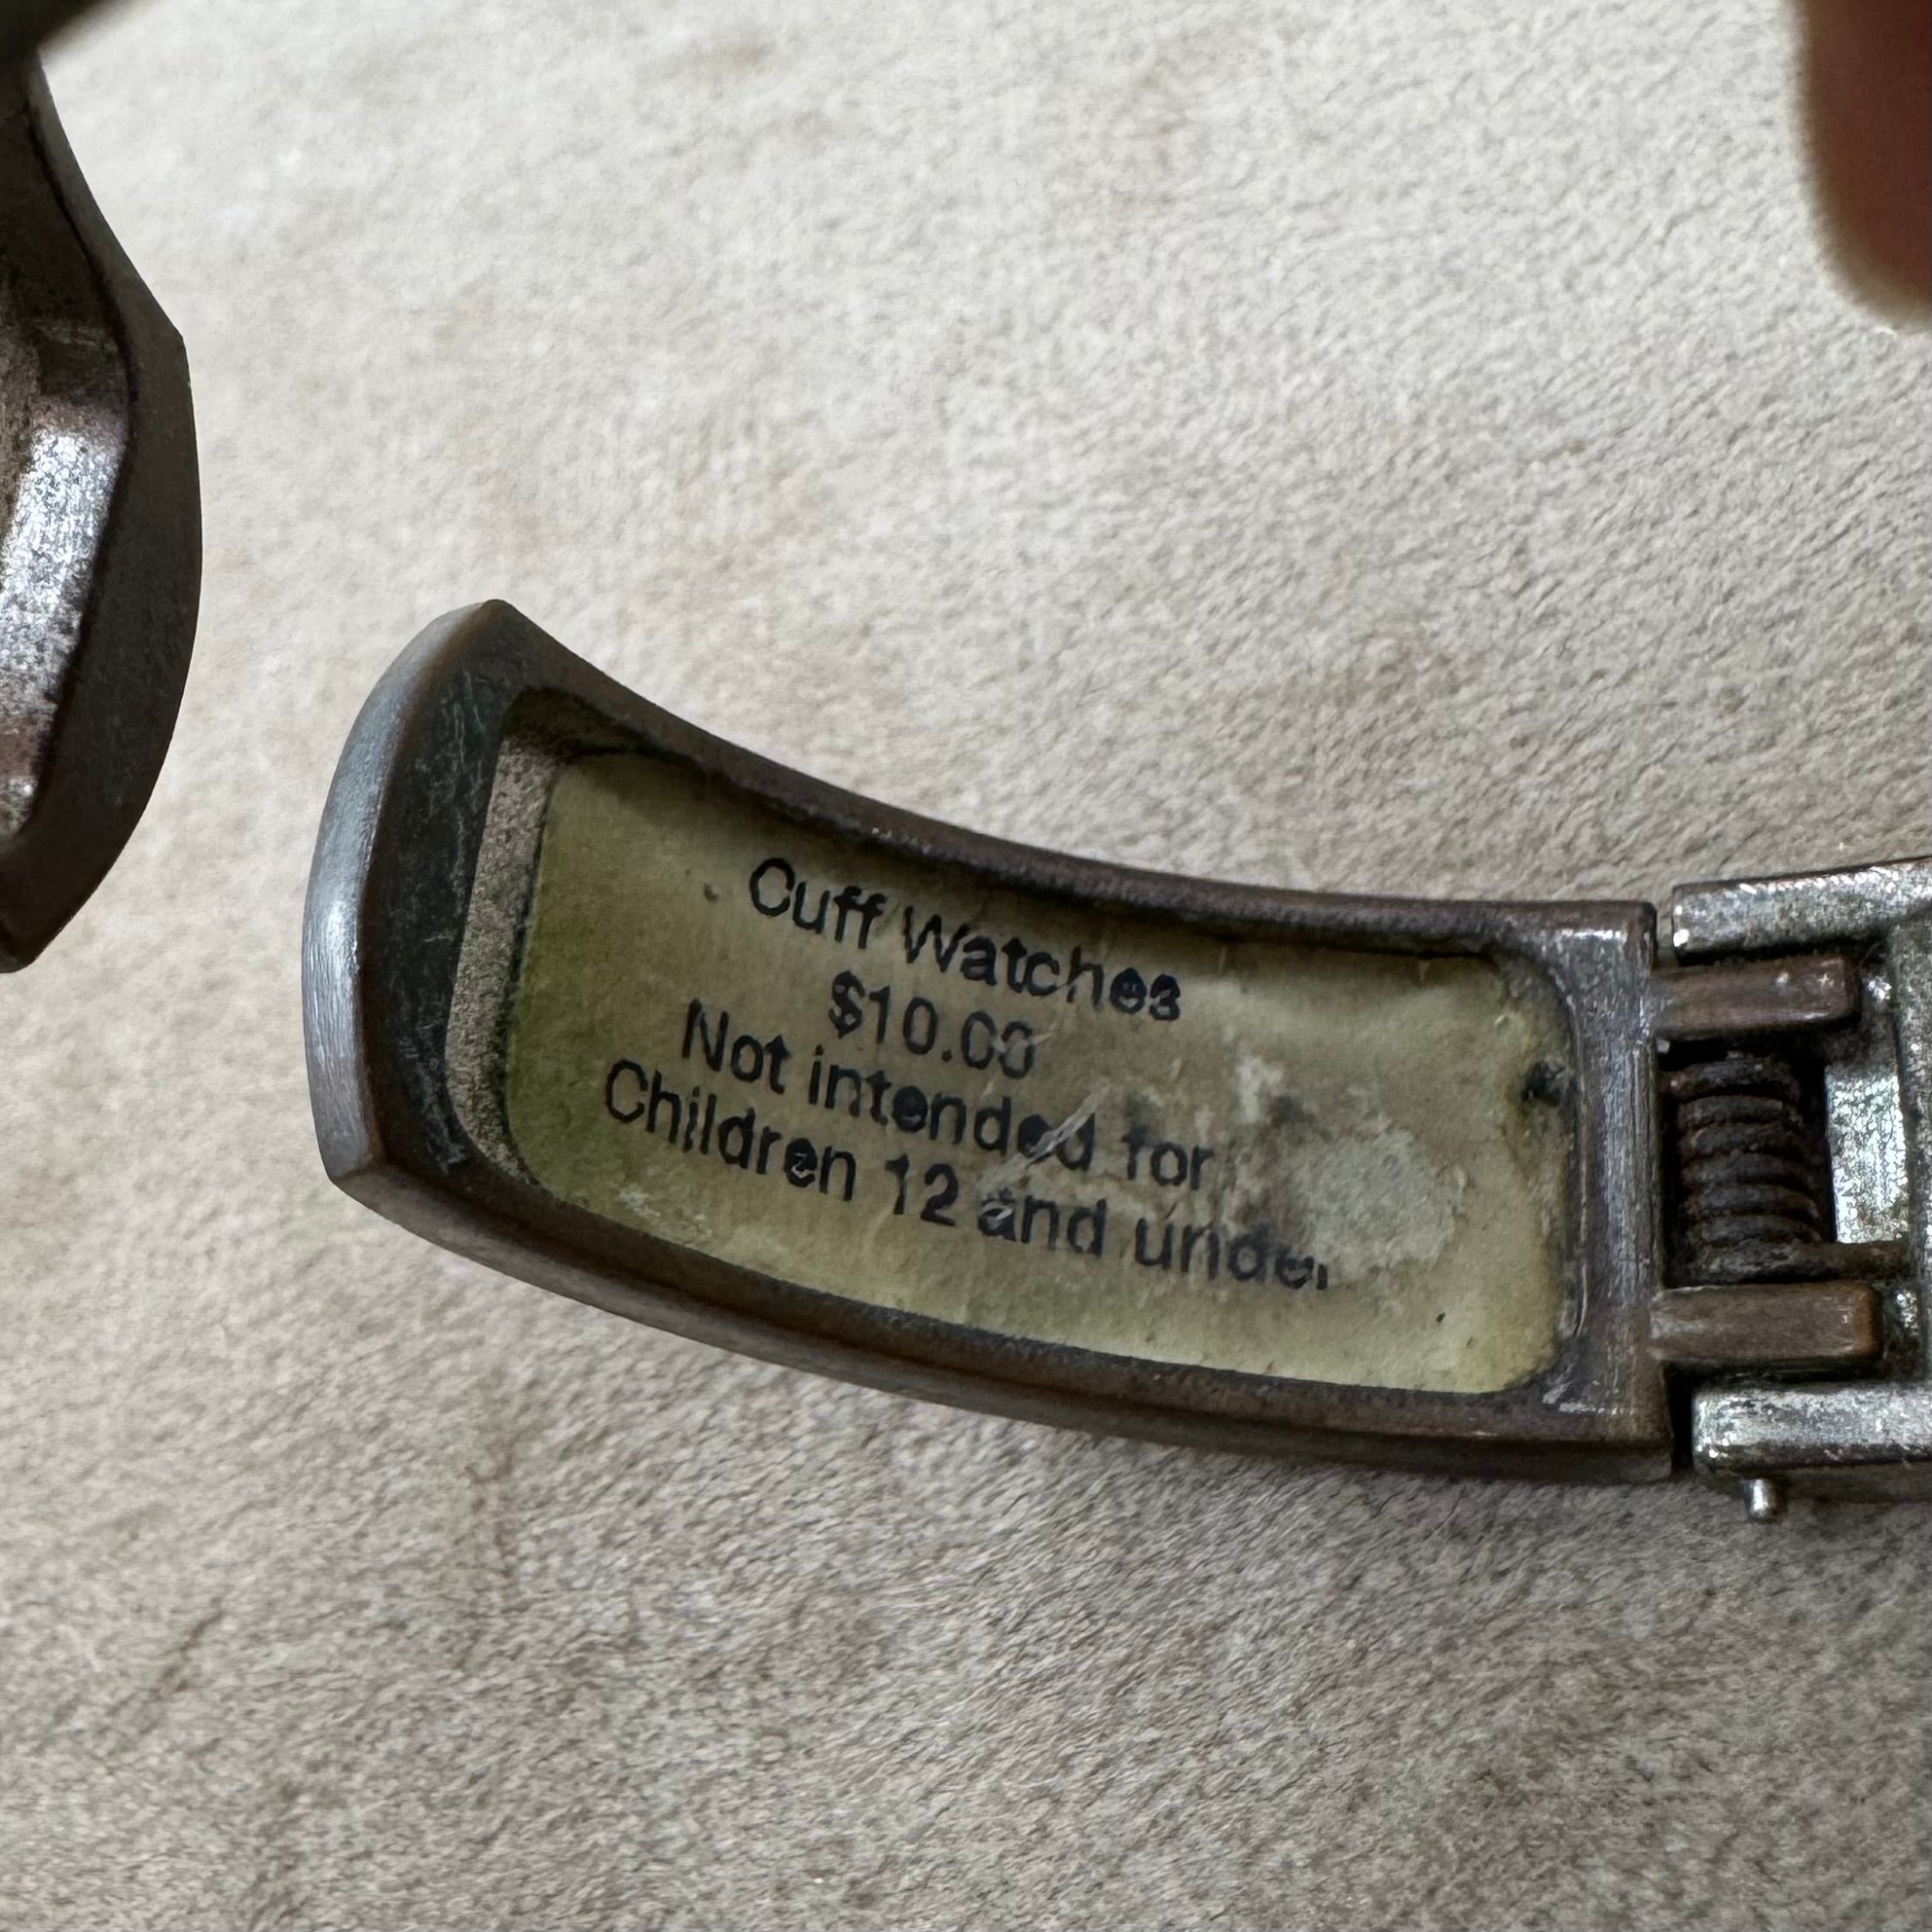 Cuff Watches
$10.00
Not intended for
Children 12 and under